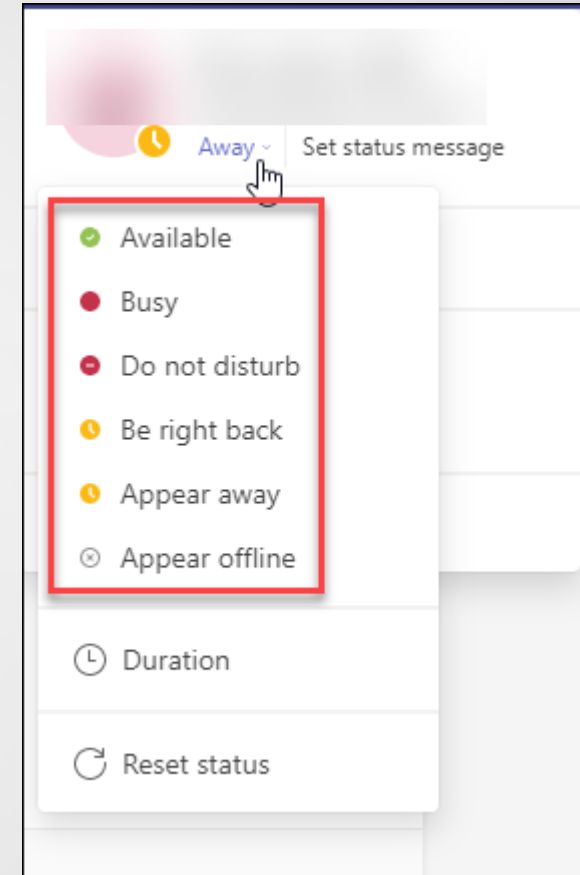 Away Set status message
Available
Busy
Do not disturb
Be right back
Appear away
Appear offline
Duration
Reset status